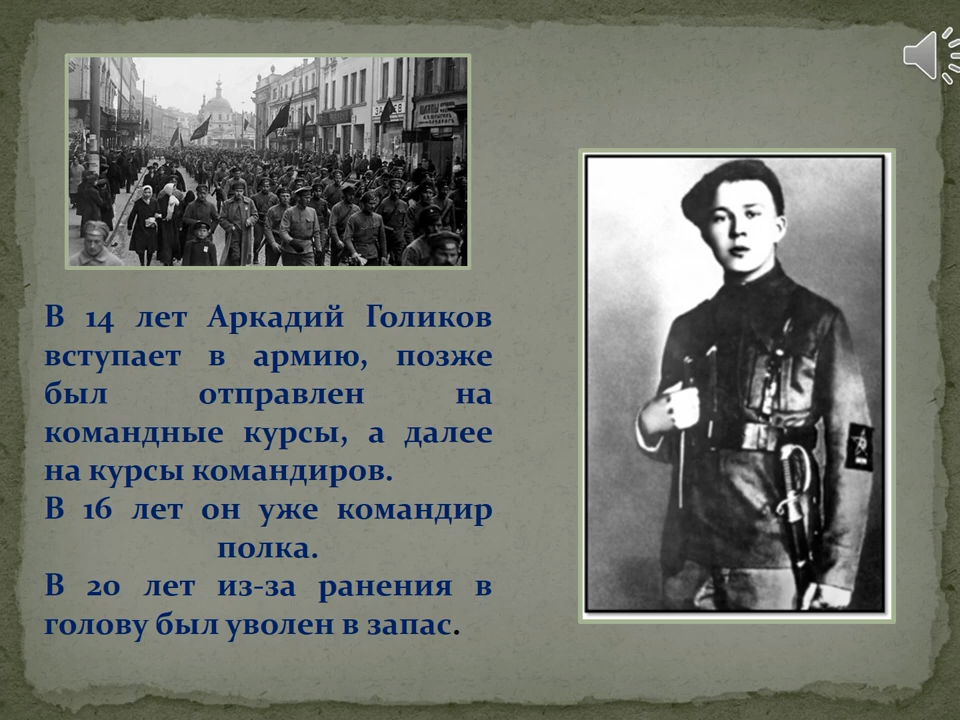 В 14 лет Аркадий Голиков
вступает в армию, позже
был отправлен на
командные курсы, а далее
на курсы командиров.
В 16 лет он уже командир
полка.
В 20 лет из-за ранения в
голову был уволен в запас.